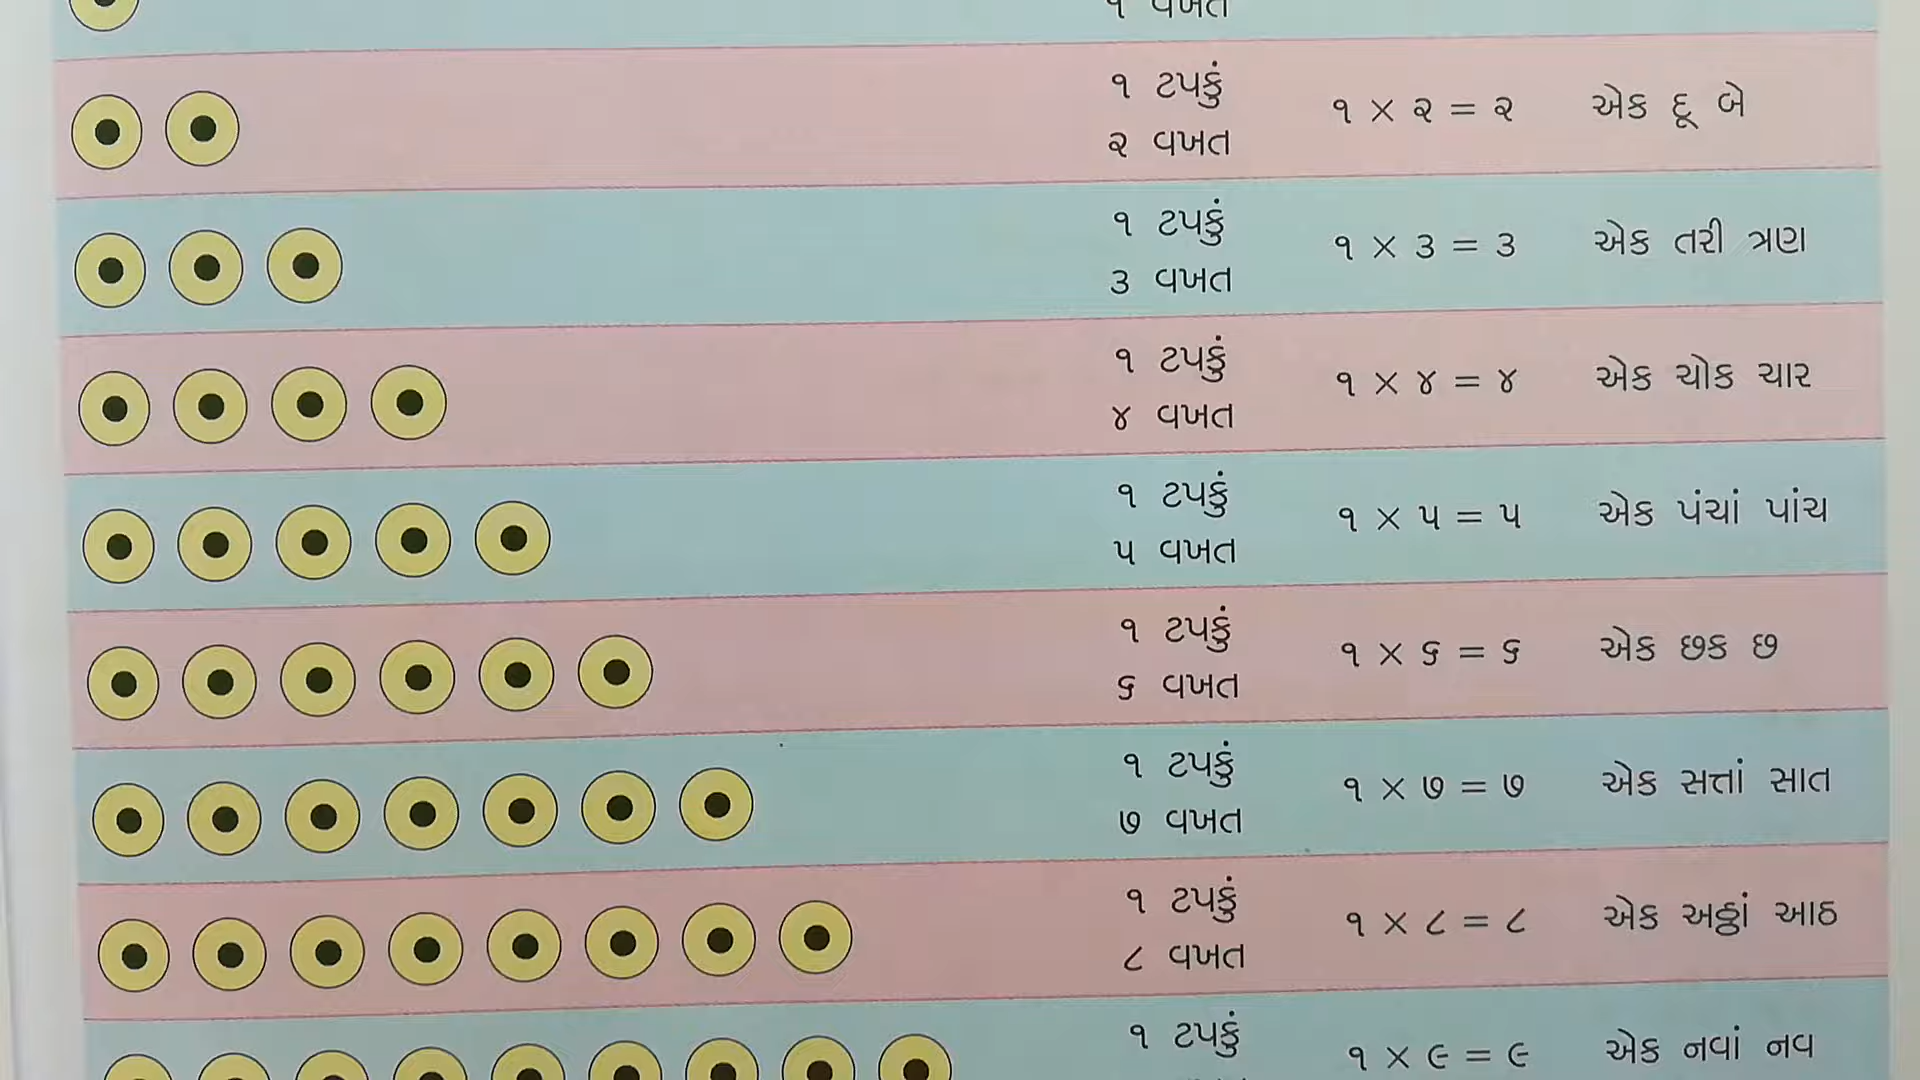 ૧ વખત
૧ ટપકું
૨ વખત
૧ × ૨ = ૨
એક દૂ બે
૧ ટપકું
૩ વખત
૧ × ૩ = ૩
એક તરી ત્રણ
૧ ટપકું
૪ વખત
૧ × ૪ = ૪
એક ચોક ચાર
૧ ટપકું
૫ વખત
૧ × ૫ = ૫
એક પંચાં પાંચ
૧ ટપકું
૬ વખત
૧ × ૬ = ૬
એક છક છ
૧ ટપકું
૭ વખત
૧ × ૭ = ૭
એક સત્તાં સાત
૧ ટપકું
૮ વખત
૧ × ૮ = ૮
એક અઠ્ઠાં આઠ
૧ ટપકું
૧ × ૯ = ૯
એક નવાં નવ